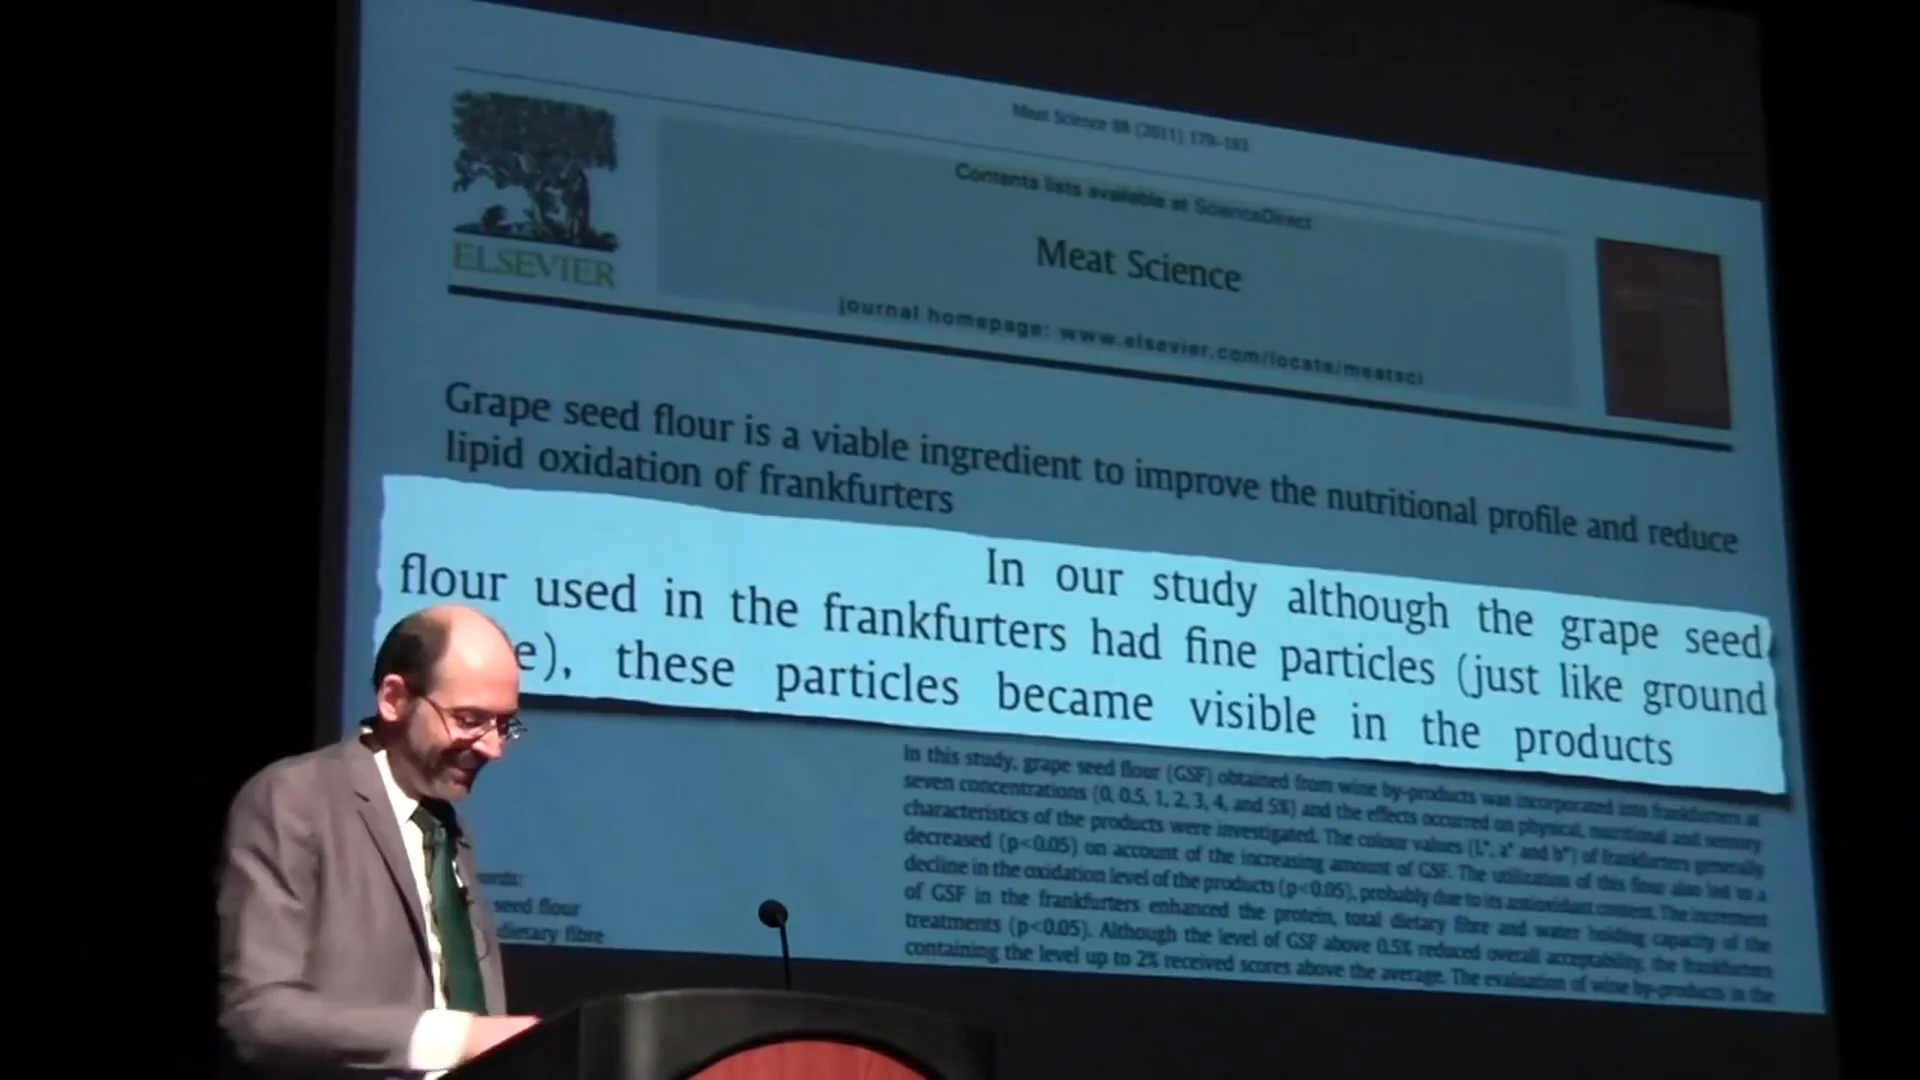 Meat Science 88 (2011) 179–183
Contents lists available at ScienceDirect
Meat Science
journal homepage: www.elsevier.com/locate/meatsci
ELSEVIER
Grape seed flour is a viable ingredient to improve the nutritional profile and reduce
lipid oxidation of frankfurters
In our study although the grape seed
flour used in the frankfurters had fine particles (just like ground
e), these particles became visible in the products
In this study, grape seed flour (GSF) obtained from wine by-products was incorporated into frankfurters at
seven concentrations (0, 0.5, 1, 2, 3, 4, and 5%) and the effects occurred on physical, nutritional and sensory
characteristics of the products were investigated. The colour values (L*, a* and b*) of frankfurters generally
decreased (p<0.05) on account of the increasing amount of GSF. The utilization of this flour also led to a
decline in the oxidation level of the products (p<0.05), probably due to its antioxidant content. The increment
of GSF in the frankfurters enhanced the protein, total dietary fibre and water holding capacity of the
treatments (p<0.05). Although the level of GSF above 0.5% reduced overall acceptability, the frankfurters
containing the level up to 2% received scores above the average. The evaluation of wine by-products in the
seed flour
dietary fibre